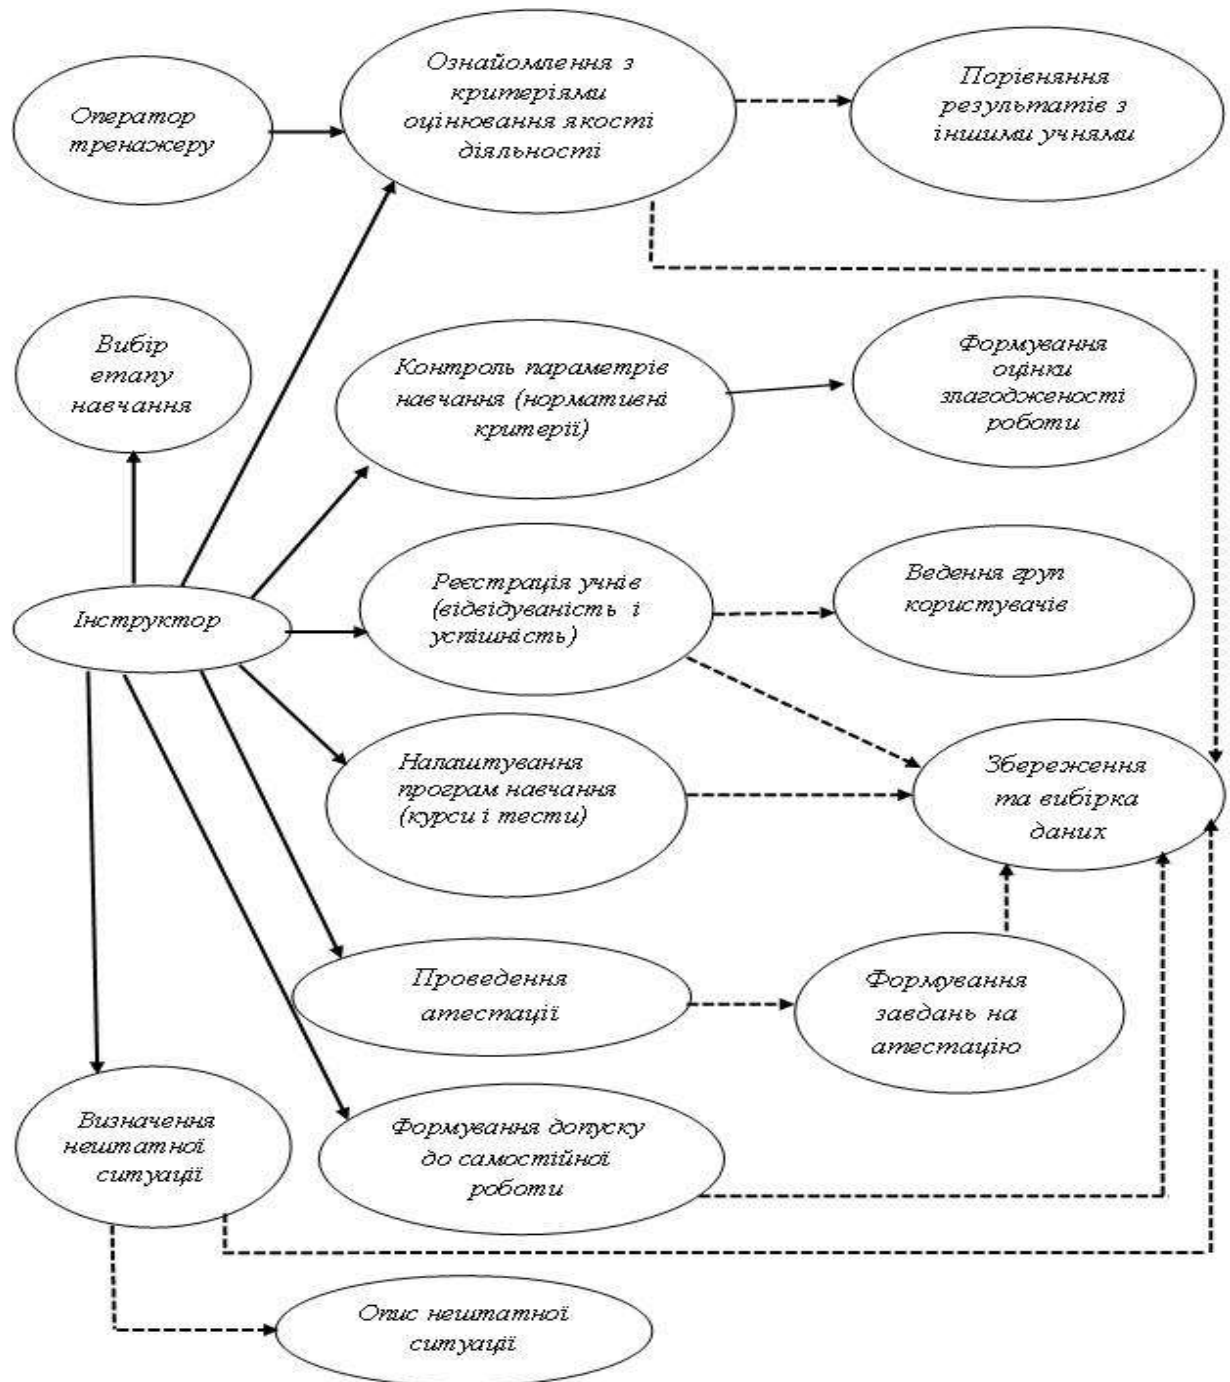 Оператор
тренажеру
Ознайомлення з
критеріями
оцінювання якості
діяльності
Порівняння
результатів з
іншими учнями
Вибір
етапу
навчання
Контроль параметрів
навчання (нормативні
критерії)
Формування
оцінки
злагодженості
роботи
Інструктор
Реєстрація учнів
(відвідуваність і
успішність)
Ведення груп
користувачів
Налаштування
програм навчання
(курси і тести)
Збереження
та вибірка
даних
Проведення
атестації
Формування
завдань на
атестацію
Визначення
нештатної
ситуації
Формування допуску
до самостійної
роботи
Опис нештатної
ситуації